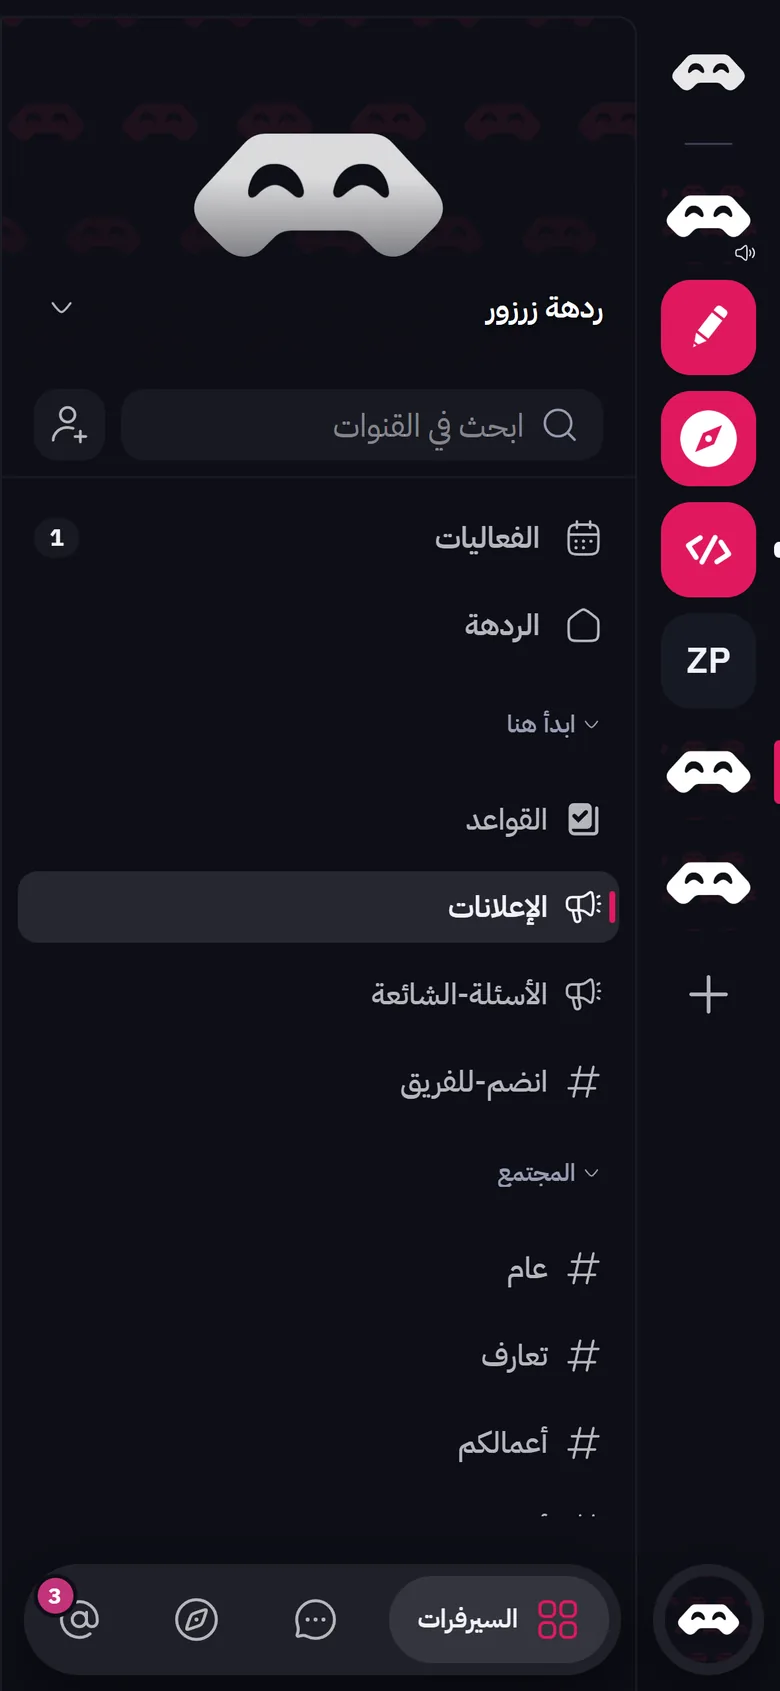 ردهة زرزور
ابحث في القنوات
الفعاليات
1
الردهة
ابدأ هنا
القواعد
الإعلانات
الأسئلة-الشائعة
انضم-للفريق
المجتمع
عام
تعارف
أعمالكم
ZP
السيرفرات
3